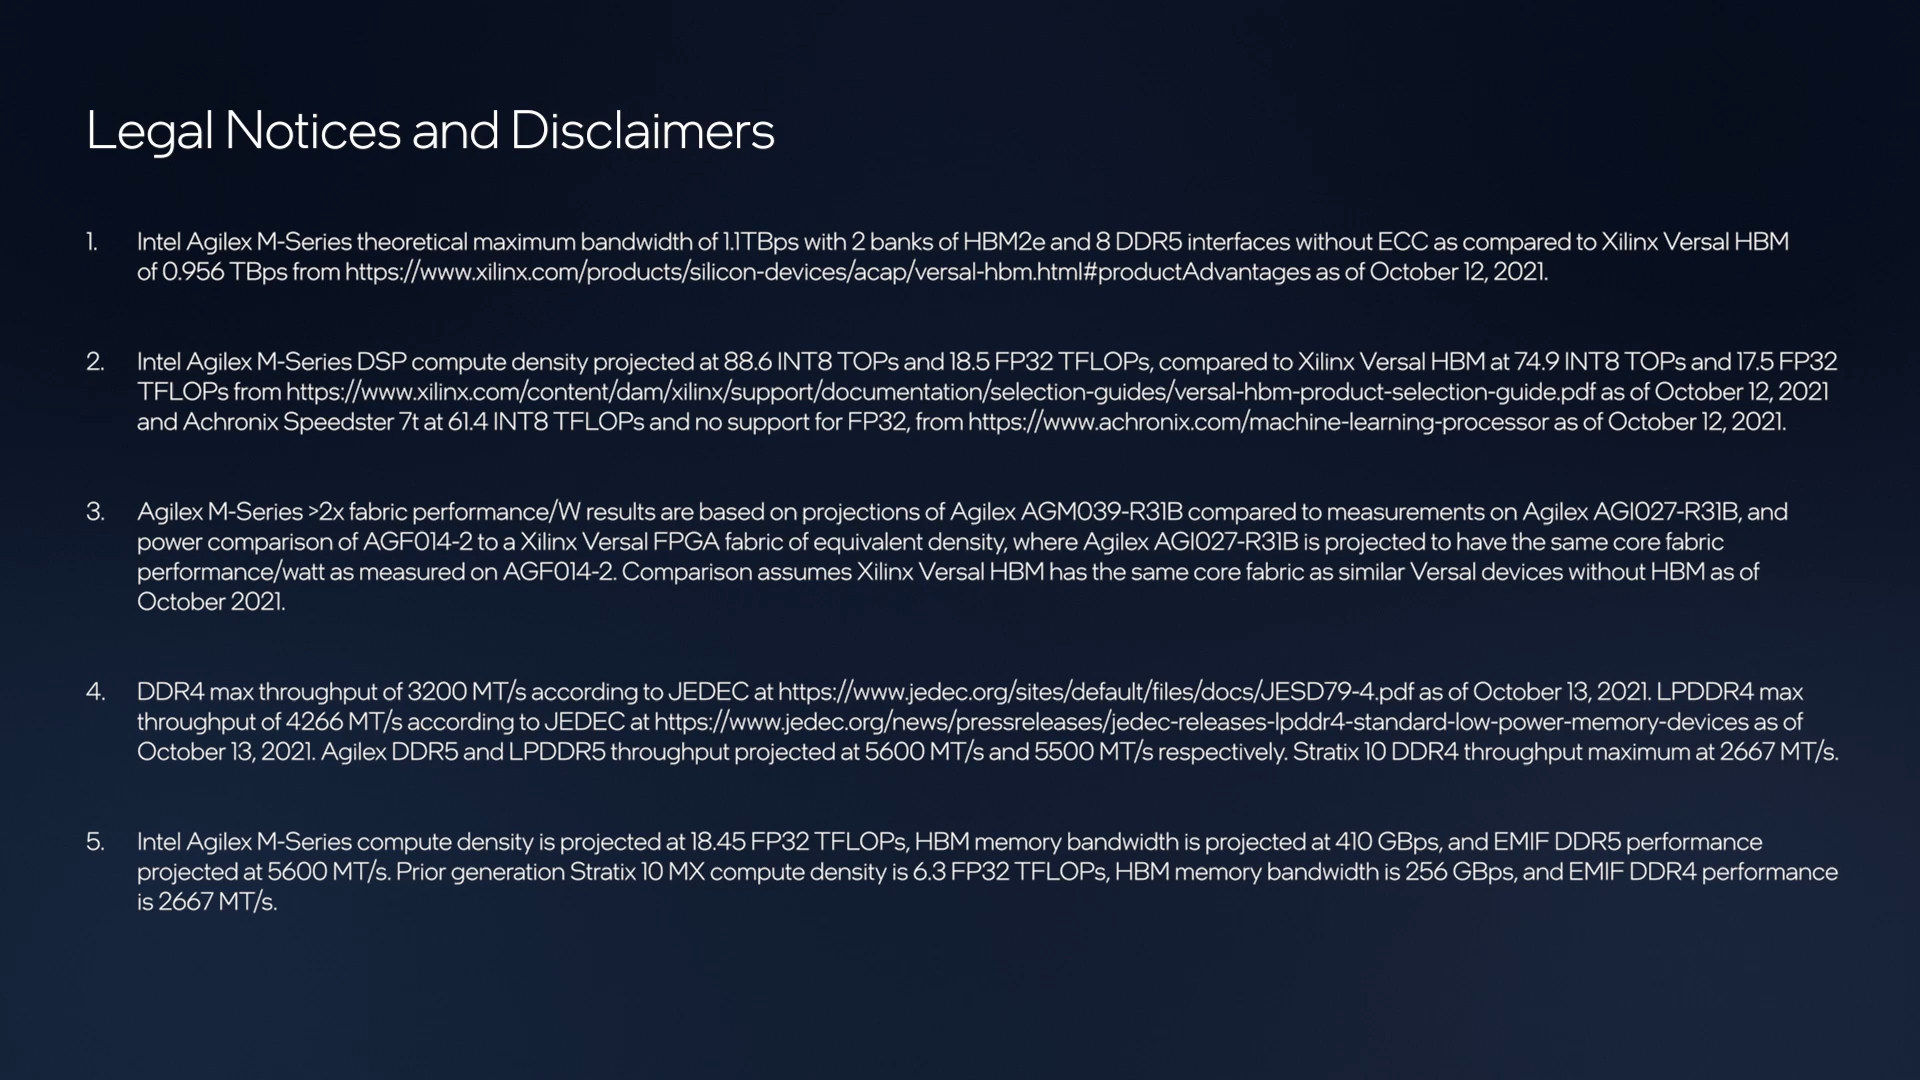 Legal Notices and Disclaimers
1. Intel Agilex M-Series theoretical maximum bandwidth of 1.1TBps with 2 banks of HBM2e and 8 DDR5 interfaces without ECC as compared to Xilinx Versal HBM
of 0.956 TBps from https://www.xilinx.com/products/silicon-devices/acap/versal-hbm.html#productAdvantages as of October 12, 2021.
2. Intel Agilex M-Series DSP compute density projected at 88.6 INT8 TOPs and 18.5 FP32 TFLOPs, compared to Xilinx Versal HBM at 74.9 INT8 TOPs and 17.5 FP32
TFLOPs from https://www.xilinx.com/content/dam/xilinx/support/documentation/selection-guides/versal-hbm-product-selection-guide.pdf as of October 12, 2021
and Achronix Speedster 7t at 61.4 INT8 TFLOPs and no support for FP32, from https://www.achronix.com/machine-learning-processor as of October 12, 2021.
3. Agilex M-Series >2x fabric performance/W results are based on projections of Agilex AGM039-R31B compared to measurements on Agilex AGI027-R31B, and
power comparison of AGF014-2 to a Xilinx Versal FPGA fabric of equivalent density, where Agilex AGI027-R31B is projected to have the same core fabric
performance/watt as measured on AGF014-2. Comparison assumes Xilinx Versal HBM has the same core fabric as similar Versal devices without HBM as of
October 2021.
4. DDR4 max throughput of 3200 MT/s according to JEDEC at https://www.jedec.org/sites/default/files/docs/JESD79-4.pdf as of October 13, 2021. LPDDR4 max
throughput of 4266 MT/s according to JEDEC at https://www.jedec.org/news/pressreleases/jedec-releases-lpddr4-standard-low-power-memory-devices as of
October 13, 2021. Agilex DDR5 and LPDDR5 throughput projected at 5600 MT/s and 5500 MT/s respectively. Stratix 10 DDR4 throughput maximum at 2667 MT/s.
5. Intel Agilex M-Series compute density is projected at 18.45 FP32 TFLOPs, HBM memory bandwidth is projected at 410 GBps, and EMIF DDR5 performance
projected at 5600 MT/s. Prior generation Stratix 10 MX compute density is 6.3 FP32 TFLOPs, HBM memory bandwidth is 256 GBps, and EMIF DDR4 performance
is 2667 MT/s.